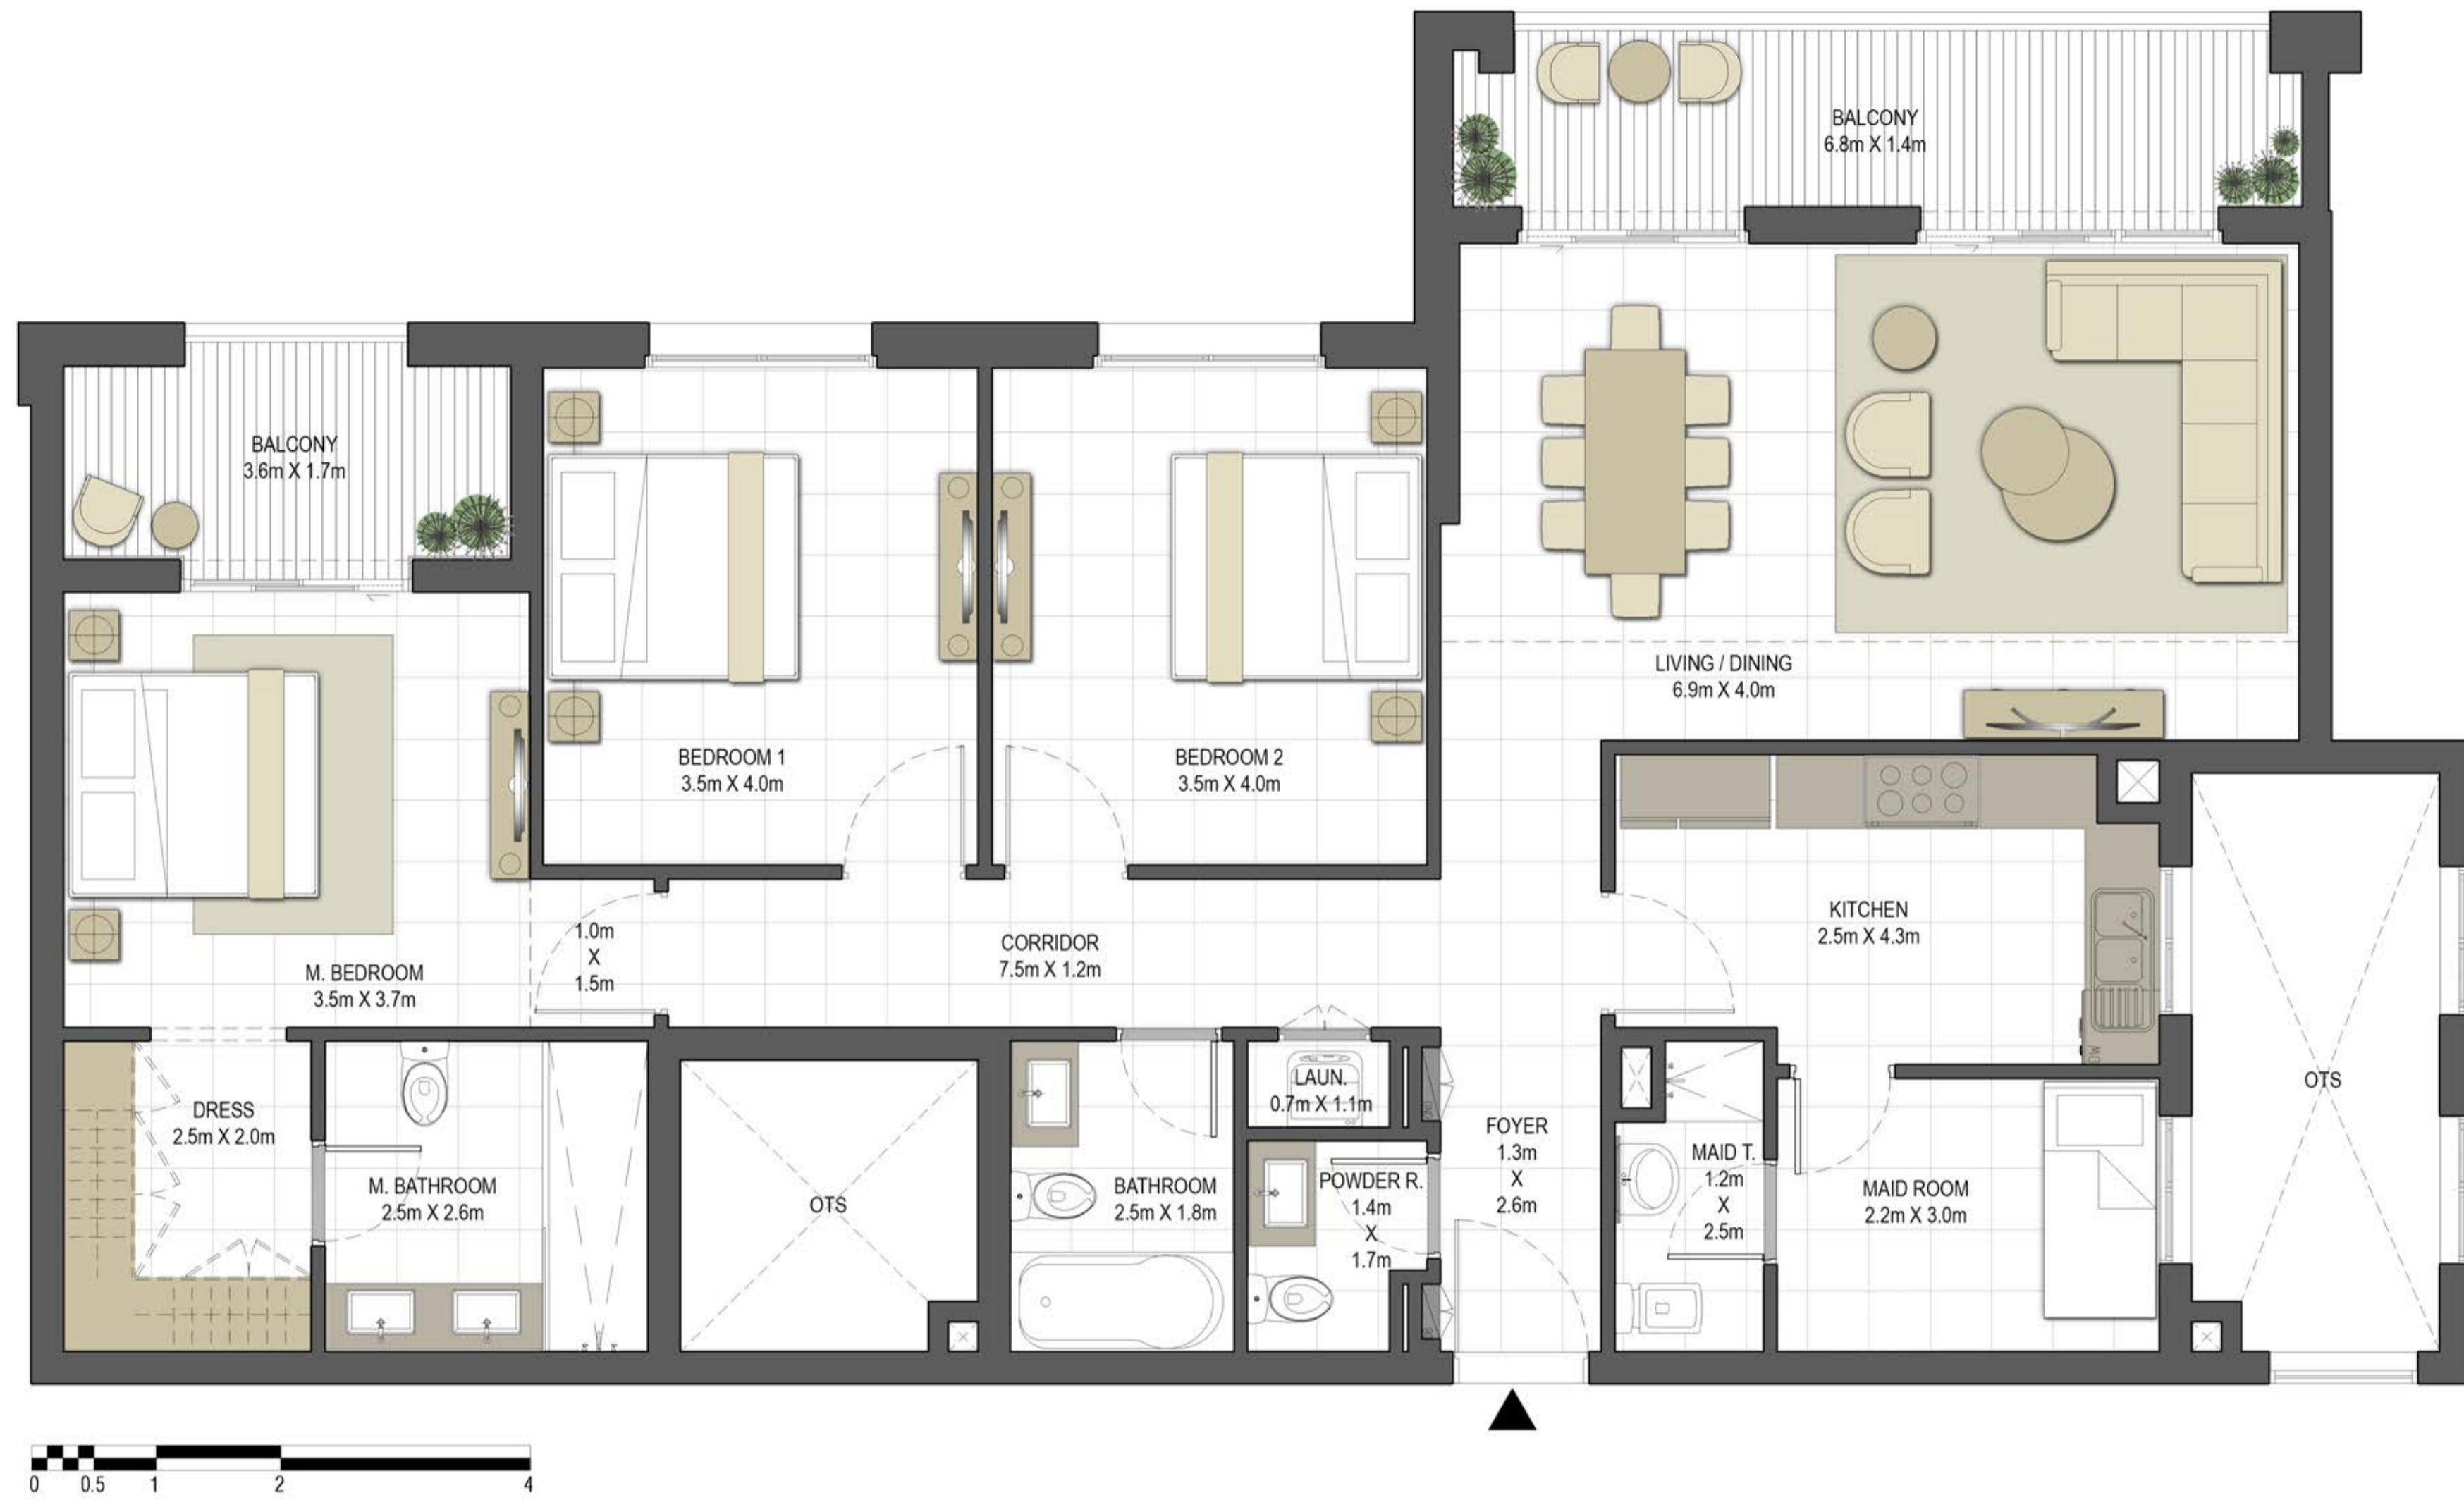 BALCONY
6.8m X 1.4m
BALCONY
3.6m X 1.7m
LIVING / DINING
6.9m X 4.0m
BEDROOM 1
3.5m X 4.0m
BEDROOM 2
3.5m X 4.0m
M. BEDROOM
3.5m X 3.7m
1.0m
X
1.5m
CORRIDOR
7.5m X 1.2m
KITCHEN
2.5m X 4.3m
DW
DRESS
2.5m X 2.0m
M. BATHROOM
2.5m X 2.6m
OTS
BATHROOM
2.5m X 1.8m
LAUN.
0.7m X 1.1m
POWDER R.
1.4m
X
1.7m
FOYER
1.3m
X
2.6m
MAID T.
1.2m
X
2.5m
MAID ROOM
2.2m X 3.0m
OTS
0 0.5 1 2 4